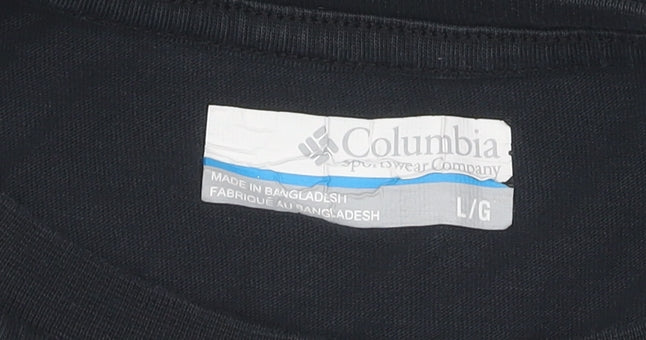 Columbia
Sportswear Company
MADE IN BANGLADESH
FABRIQUÉ AU BANGLADESH
L/G